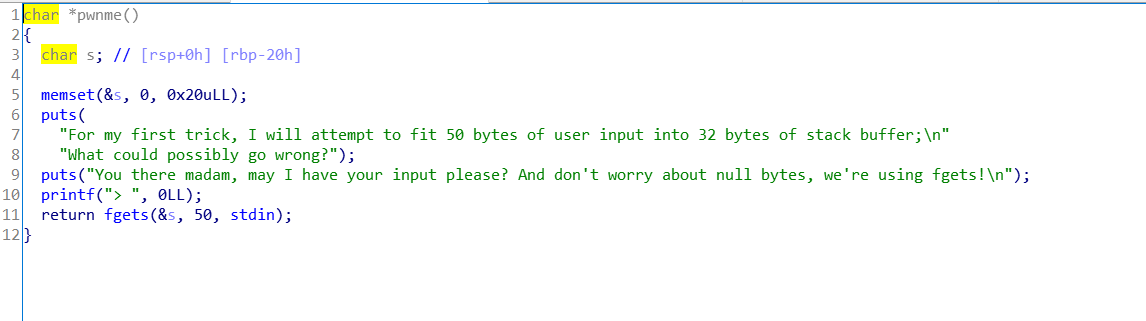 1 char *pwnme()
2 {
3 char s; // [rsp+0h] [rbp-20h]
4
5 memset(&s, 0, 0x20uLL);
6 puts(
7 "For my first trick, I will attempt to fit 50 bytes of user input into 32 bytes of stack buffer;\n"
8 "What could possibly go wrong?");
9 puts("You there madam, may I have your input please? And don't worry about null bytes, we're using fgets!\n");
10 printf("> ", 0LL);
11 return fgets(&s, 50, stdin);
12 }